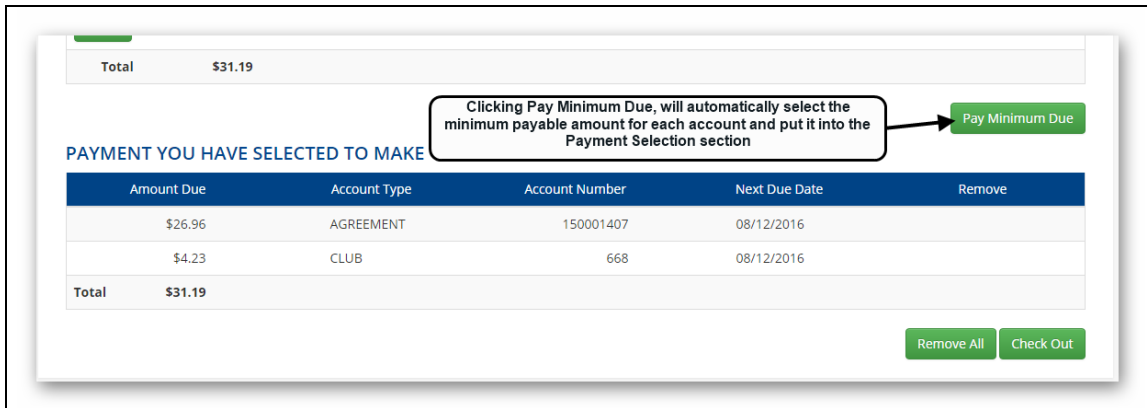 Total $31.19
Clicking Pay Minimum Due, will automatically select the
minimum payable amount for each account and put it into the
Payment Selection section
Pay Minimum Due
PAYMENT YOU HAVE SELECTED TO MAKE
Amount Due Account Type Account Number Next Due Date Remove
$26.96 AGREEMENT 150001407 08/12/2016
$4.23 CLUB 668 08/12/2016
Total $31.19
Remove All Check Out